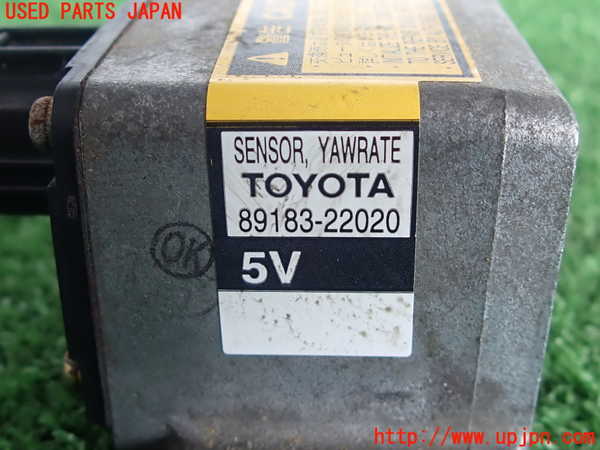 USED PARTS JAPAN
SENSOR, YAWRATE
TOYOTA
89183-22020
OK
5V
http://www.upjpn.com